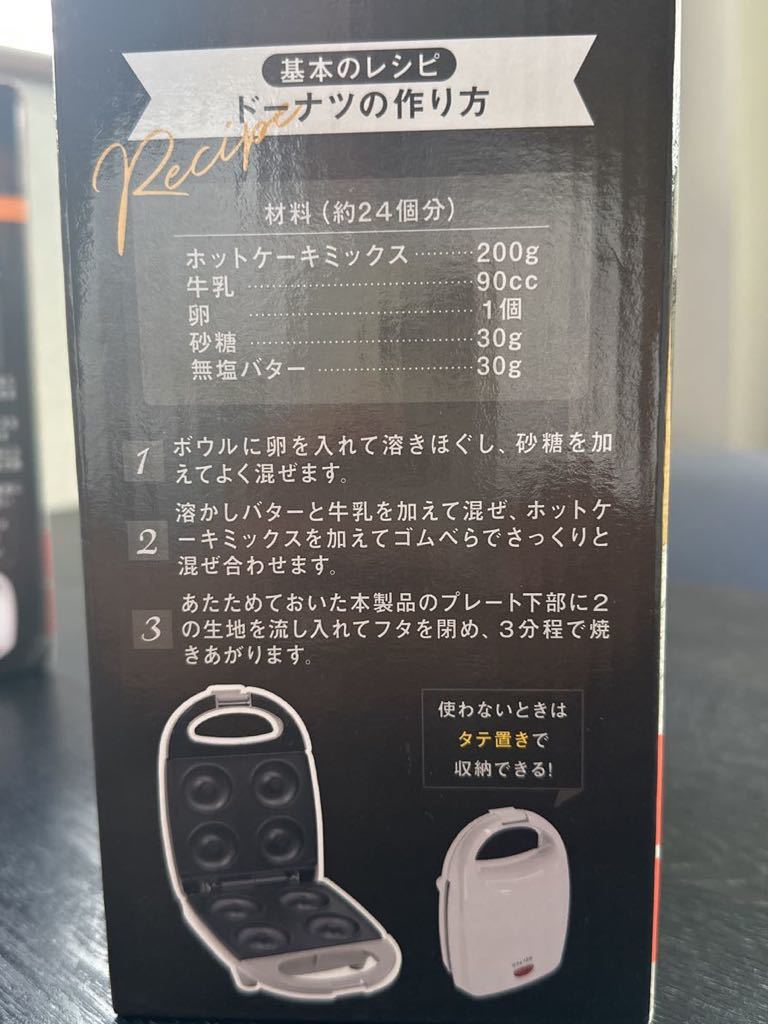 基本のレシピ
ドーナツの作り方
Recipe
材料(約24個分)
ホットケーキミックス………200g
牛乳………90cc
卵………1個
砂糖………30g
無塩バター………30g
1 ボウルに卵を入れて溶きほぐし、砂糖を加
えてよく混ぜます。
2 溶かしバターと牛乳を加えて混ぜ、ホットケ
ーキミックスを加えてゴムべらでさっくりと
混ぜ合わせます。
3 あたためておいた本製品のプレート下部に2
の生地を流し入れてフタを閉め、3分程で焼
きあがります。
使わないときは
タテ置きで
収納できる!